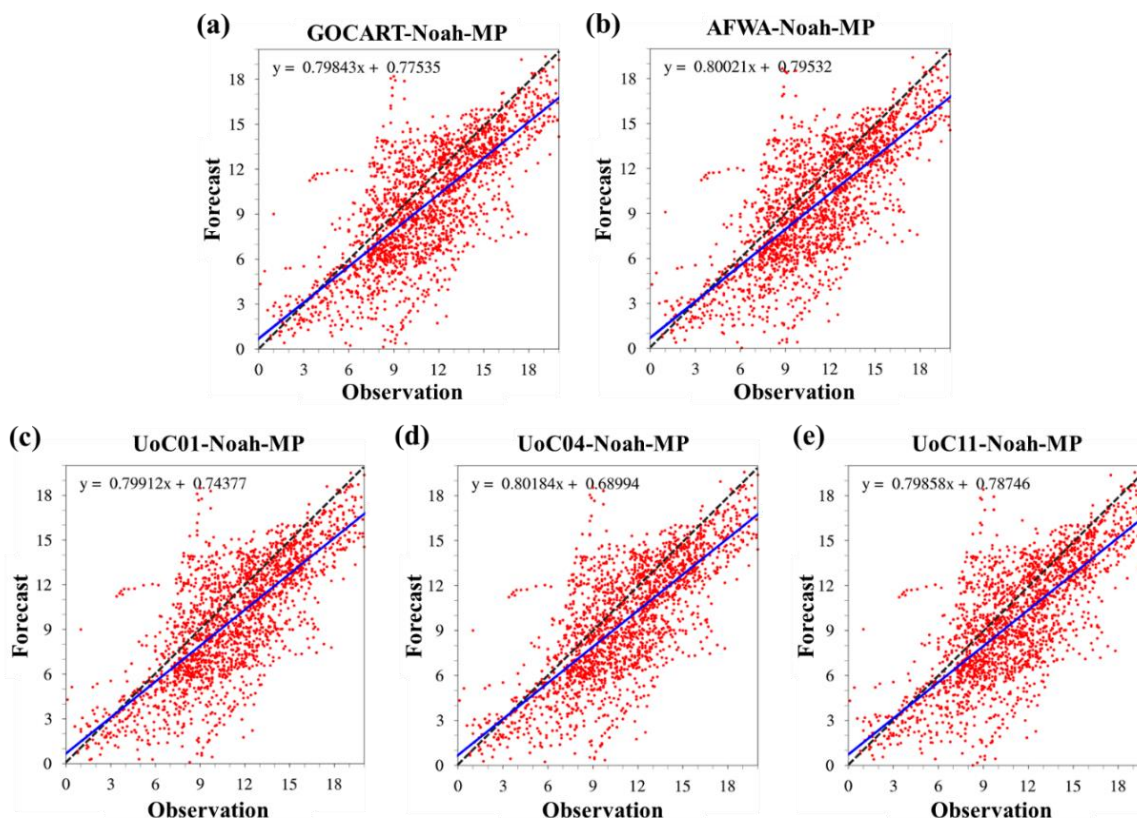 (a) GOCART-Noah-MP
y = 0.79843x + 0.77535
18
15
12
9
6
3
0
Forecast
0 3 6 9 12 15 18
Observation
(b) AFWA-Noah-MP
y = 0.80021x + 0.79532
18
15
12
9
6
3
0
Forecast
0 3 6 9 12 15 18
Observation
(c) UoC01-Noah-MP
y = 0.79912x + 0.74377
18
15
12
9
6
3
0
Forecast
0 3 6 9 12 15 18
Observation
(d) UoC04-Noah-MP
y = 0.80184x + 0.68994
18
15
12
9
6
3
0
Forecast
0 3 6 9 12 15 18
Observation
(e) UoC11-Noah-MP
y = 0.79858x + 0.78746
18
15
12
9
6
3
0
Forecast
0 3 6 9 12 15 18
Observation